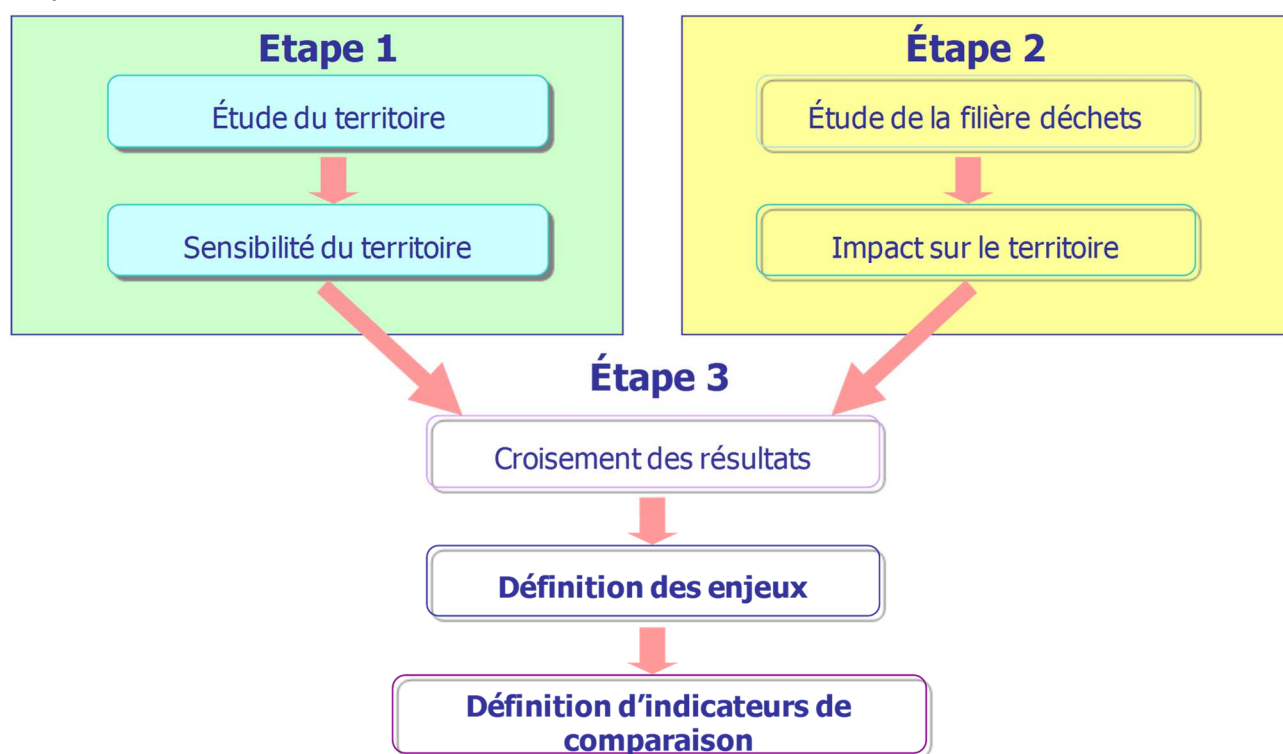 Etape 1
Étude du territoire
Sensibilité du territoire
Étape 2
Étude de la filière déchets
Impact sur le territoire
Étape 3
Croisement des résultats
Définition des enjeux
Définition d'indicateurs de
comparaison